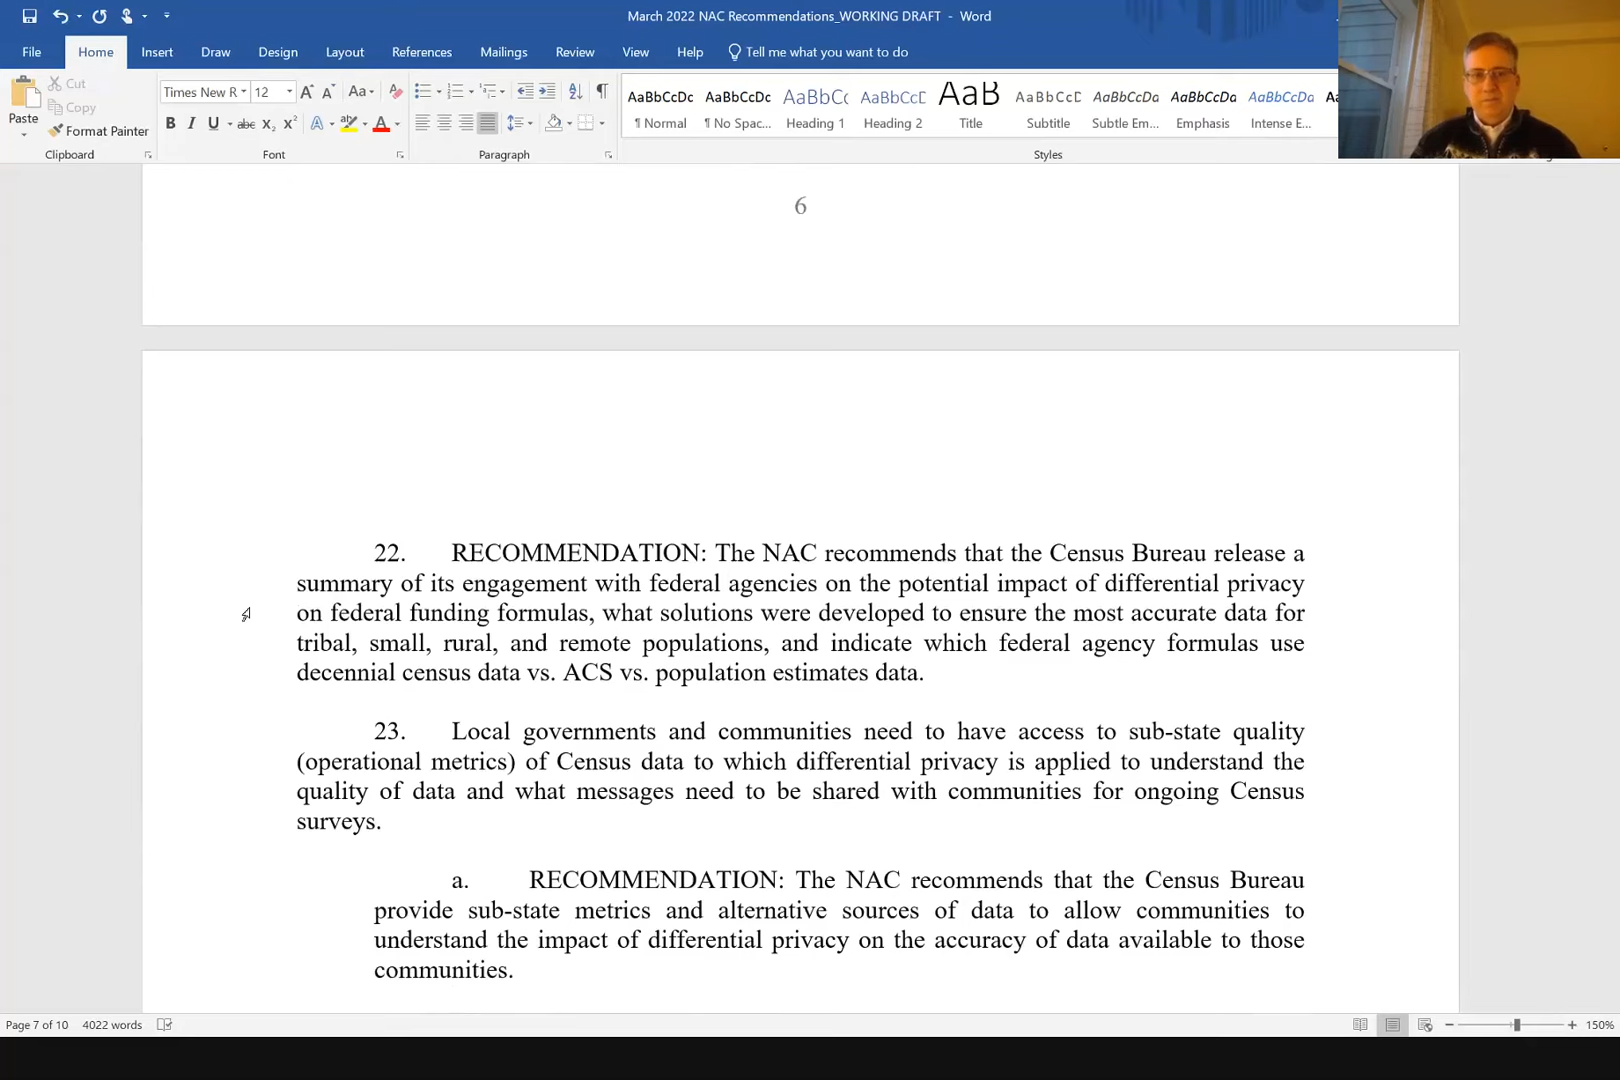 March 2022 NAC Recommendations_WORKING DRAFT - Word
File Home Insert Draw Design Layout References Mailings Review View Help Tell me what you want to do
Paste
Cut
Copy
Format Painter
Clipboard
Times New R 12
Aa
B I U abc X₂ X²
Font
Paragraph
AaBbCcDc AaBbCcDc AaBbCc AaBbCcD AaB AaBbCcD AaBbCcDa AaBbCcDa AaBbCcDa Aa
¶ Normal ¶ No Spac... Heading 1 Heading 2 Title Subtitle Subtle Em... Emphasis Intense E...
Styles
6
22. RECOMMENDATION: The NAC recommends that the Census Bureau release a
summary of its engagement with federal agencies on the potential impact of differential privacy
on federal funding formulas, what solutions were developed to ensure the most accurate data for
tribal, small, rural, and remote populations, and indicate which federal agency formulas use
decennial census data vs. ACS vs. population estimates data.
23. Local governments and communities need to have access to sub-state quality
(operational metrics) of Census data to which differential privacy is applied to understand the
quality of data and what messages need to be shared with communities for ongoing Census
surveys.
a. RECOMMENDATION: The NAC recommends that the Census Bureau
provide sub-state metrics and alternative sources of data to allow communities to
understand the impact of differential privacy on the accuracy of data available to those
communities.
Page 7 of 10 4022 words 150%